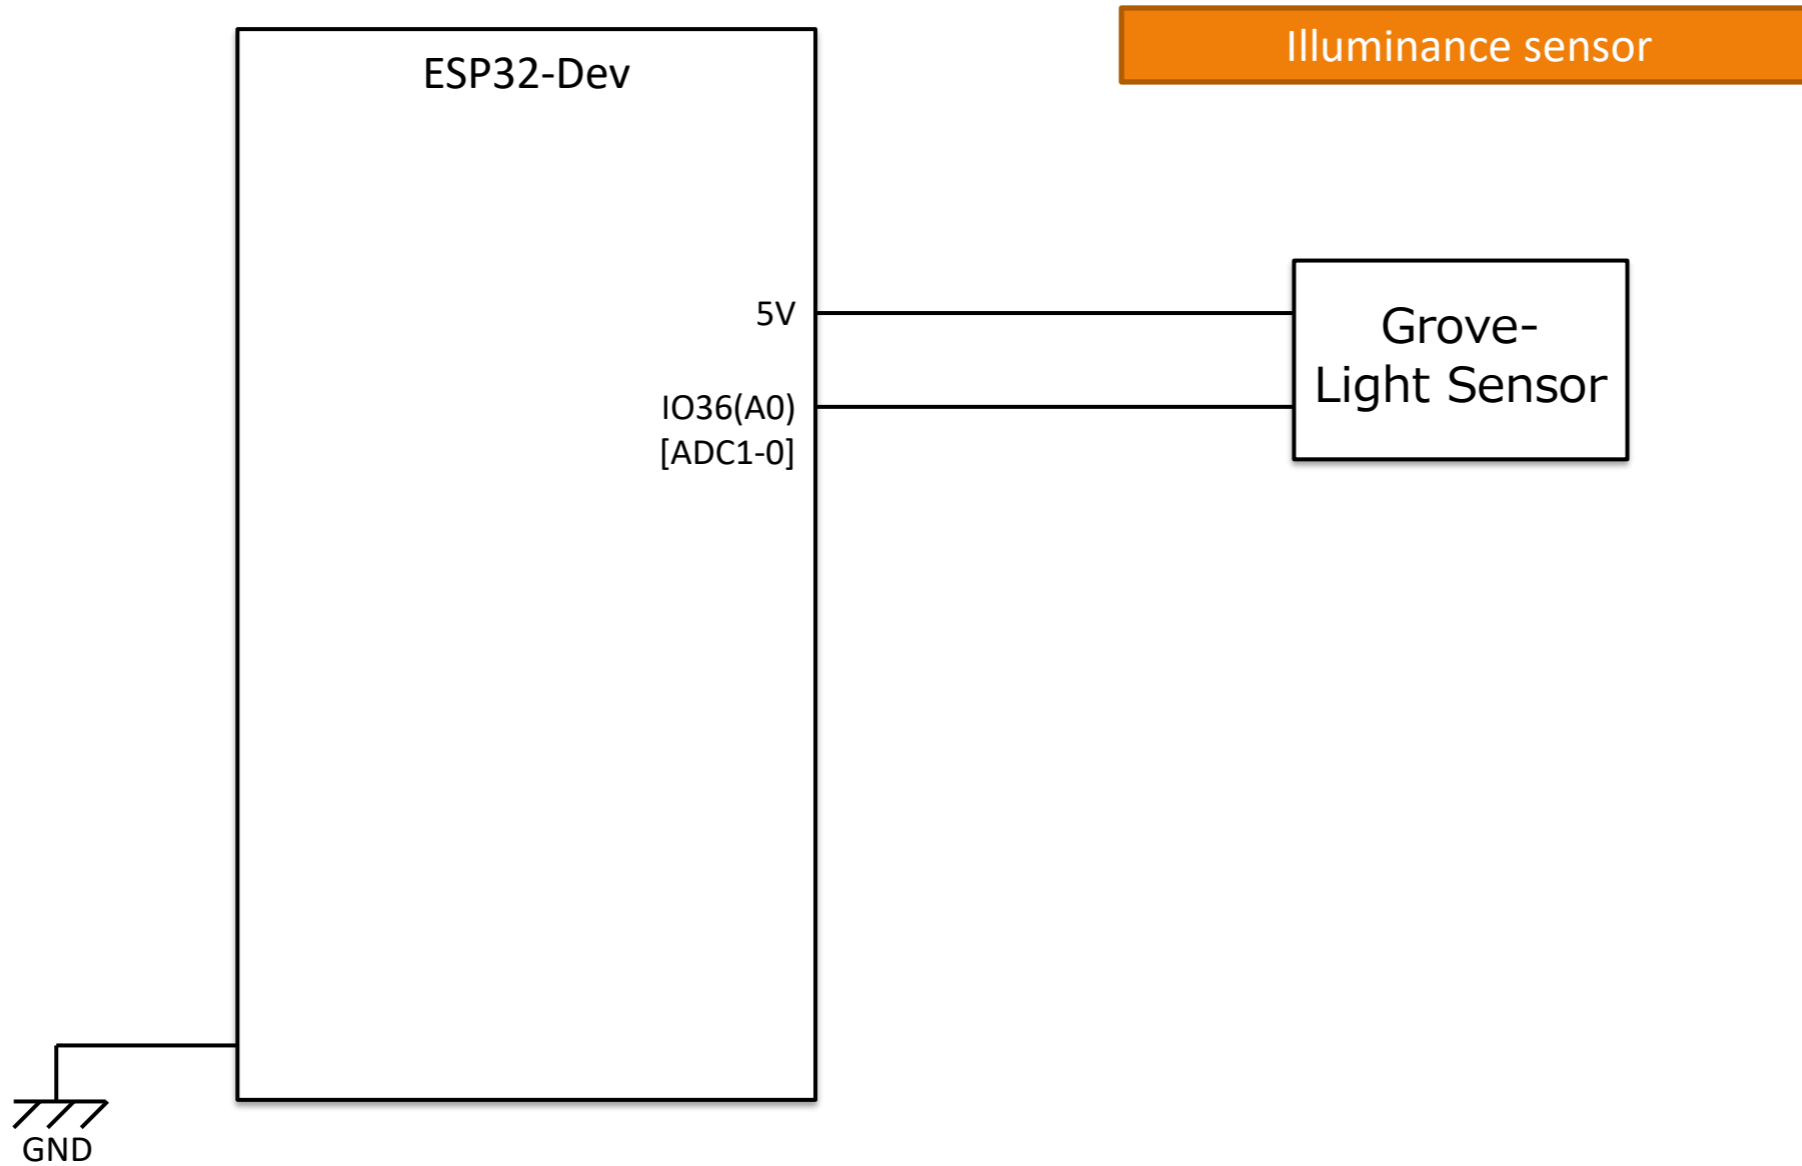 ESP32-Dev
Illuminance sensor
5V
IO36(A0)
[ADC1-0]
Grove-
Light Sensor
GND